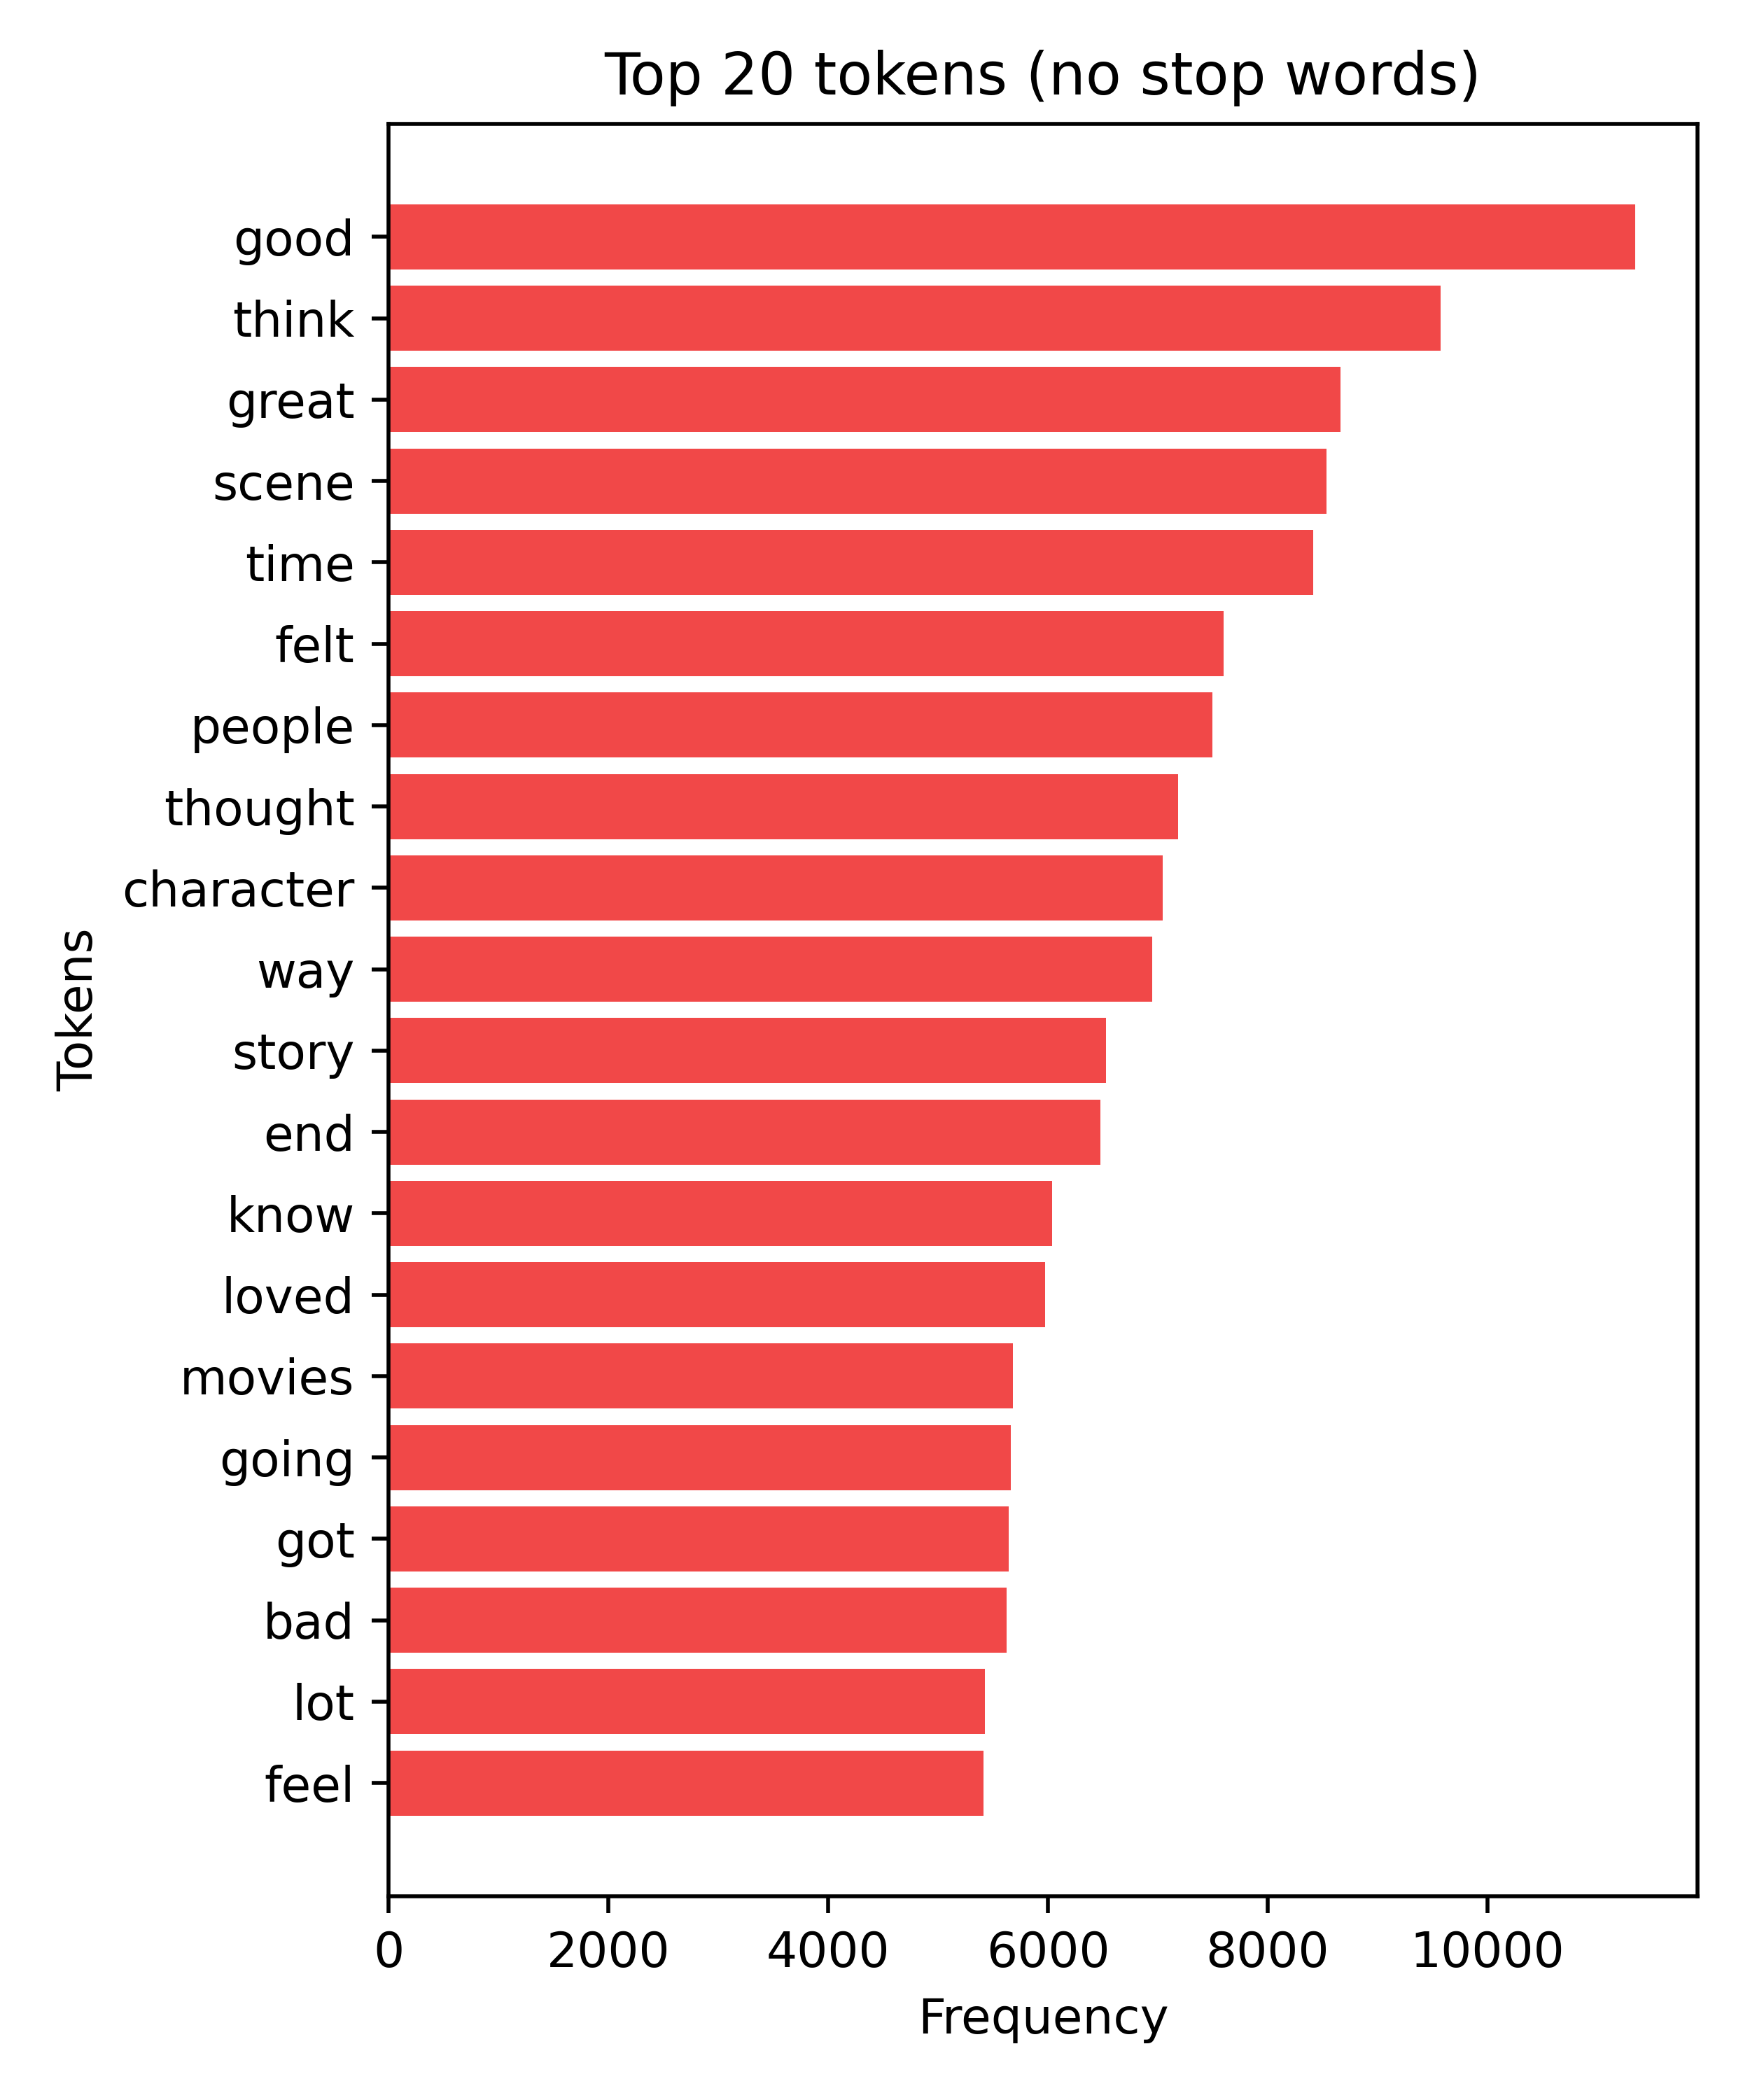 Top 20 tokens (no stop words)
Tokens
good
think
great
scene
time
felt
people
thought
character
way
story
end
know
loved
movies
going
got
bad
lot
feel
0 2000 4000 6000 8000 10000
Frequency